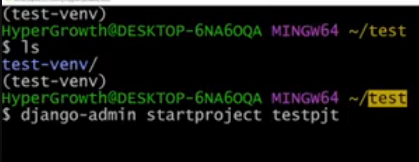 (test-venv)
HyperGrowth@DESKTOP-6NA6OQA MINGW64 ~/test
$ ls
test-venv/
(test-venv)
HyperGrowth@DESKTOP-6NA6OQA MINGW64 ~/test
$ django-admin startproject testpjt